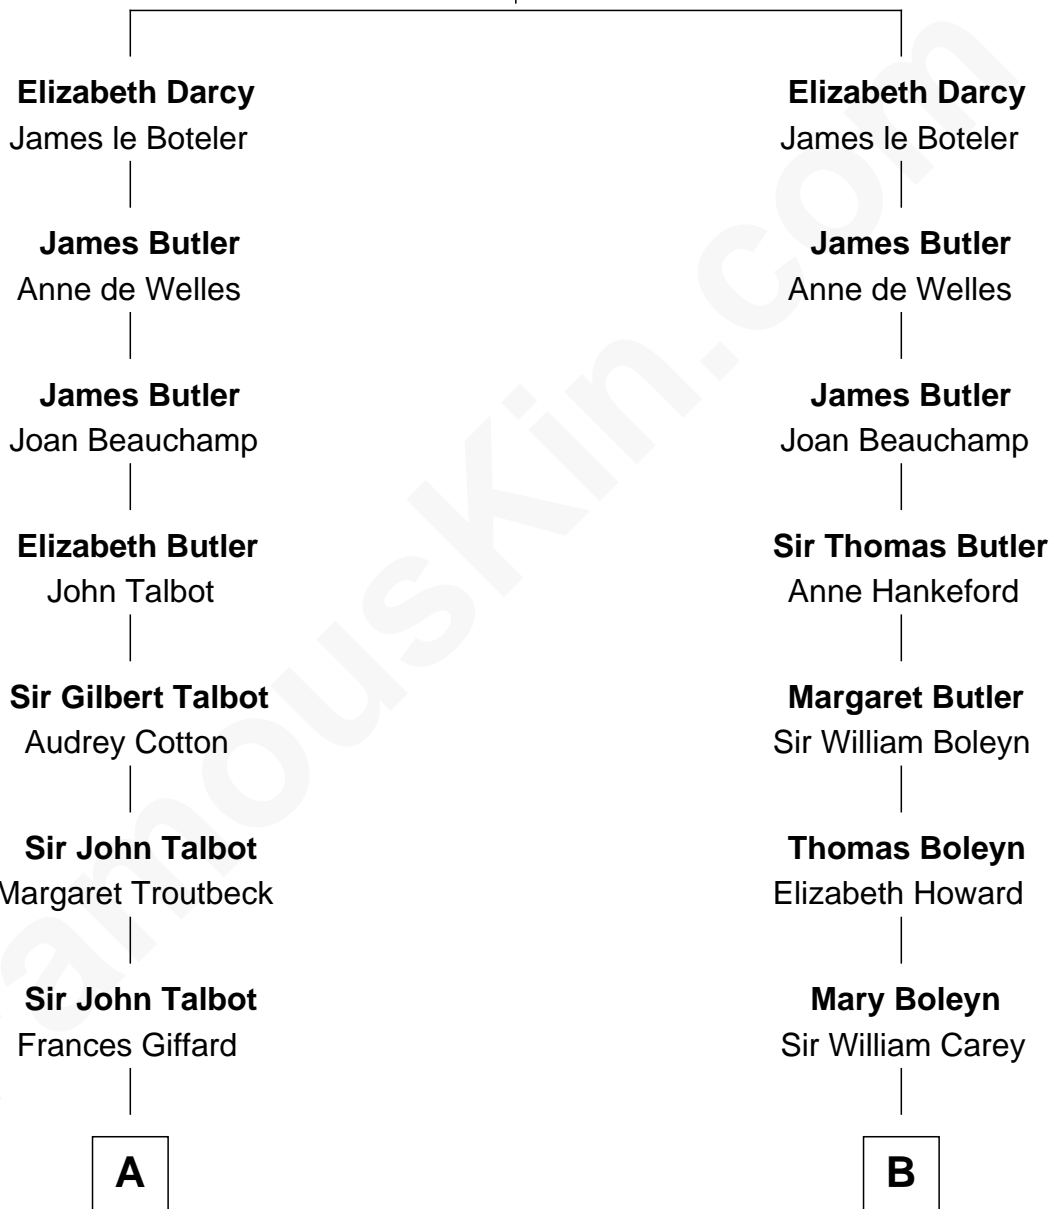 Elizabeth Darcy
James le Boteler
James Butler
Anne de Welles
James Butler
Joan Beauchamp
Elizabeth Butler
John Talbot
Sir Gilbert Talbot
Audrey Cotton
Sir John Talbot
Margaret Troutbeck
Sir John Talbot
Frances Giffard
A
Elizabeth Darcy
James le Boteler
James Butler
Anne de Welles
James Butler
Joan Beauchamp
Sir Thomas Butler
Anne Hankeford
Margaret Butler
Sir William Boleyn
Thomas Boleyn
Elizabeth Howard
Mary Boleyn
Sir William Carey
B
amousKin.com